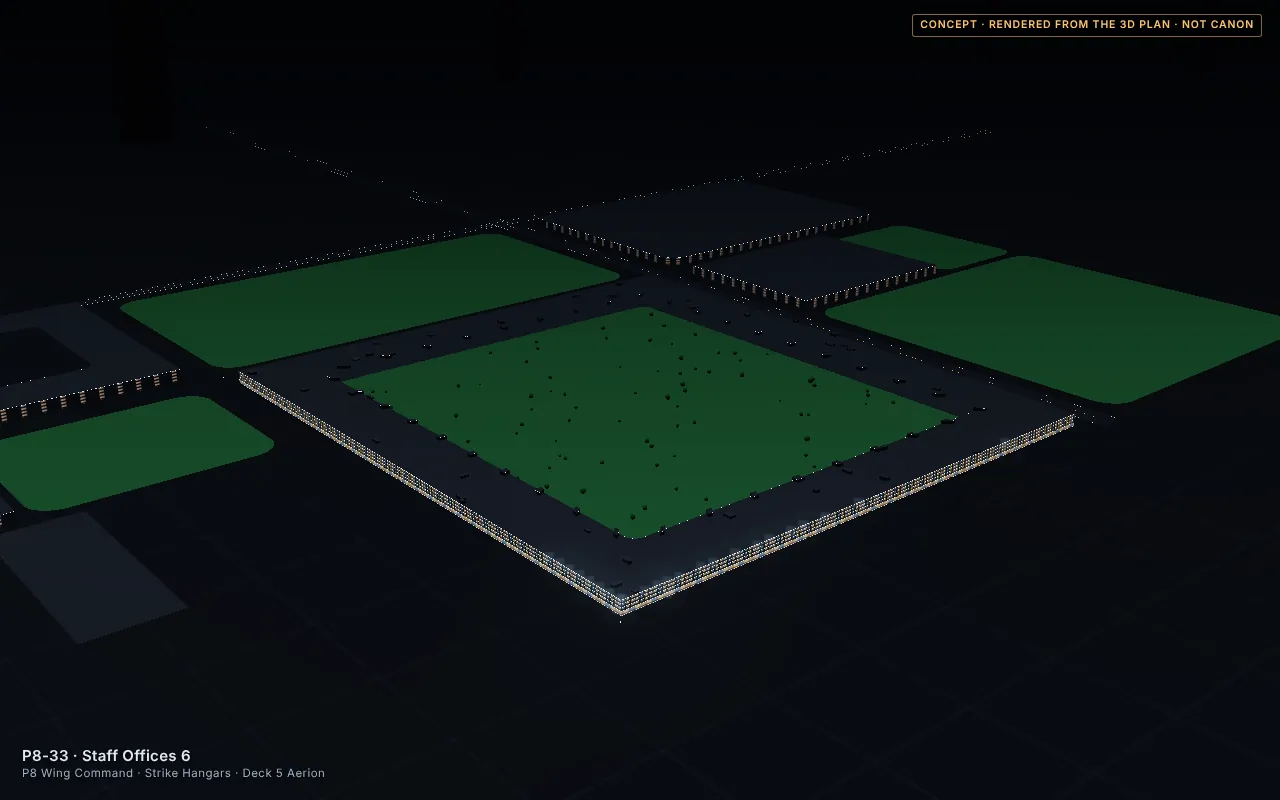 CONCEPT · RENDERED FROM THE 3D PLAN · NOT CANON
P8-33 · Staff Offices 6
P8 Wing Command · Strike Hangars · Deck 5 Aerion